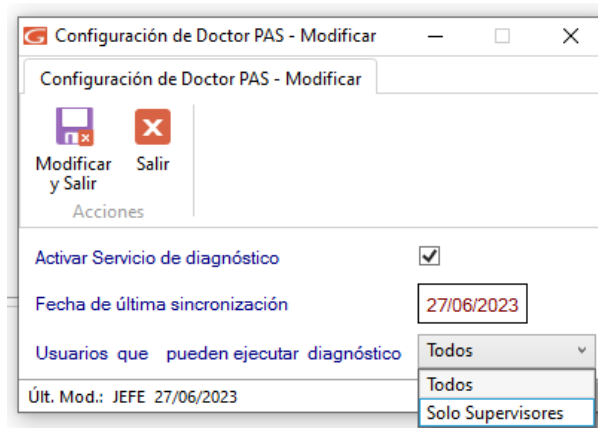 Configuración de Doctor PAS - Modificar
Configuración de Doctor PAS - Modificar
Modificar
y Salir
Salir
Acciones
Activar Servicio de diagnóstico
Fecha de última sincronización
27/06/2023
Usuarios que pueden ejecutar diagnóstico
Todos
Todos
Solo Supervisores
Últ. Mod.: JEFE 27/06/2023